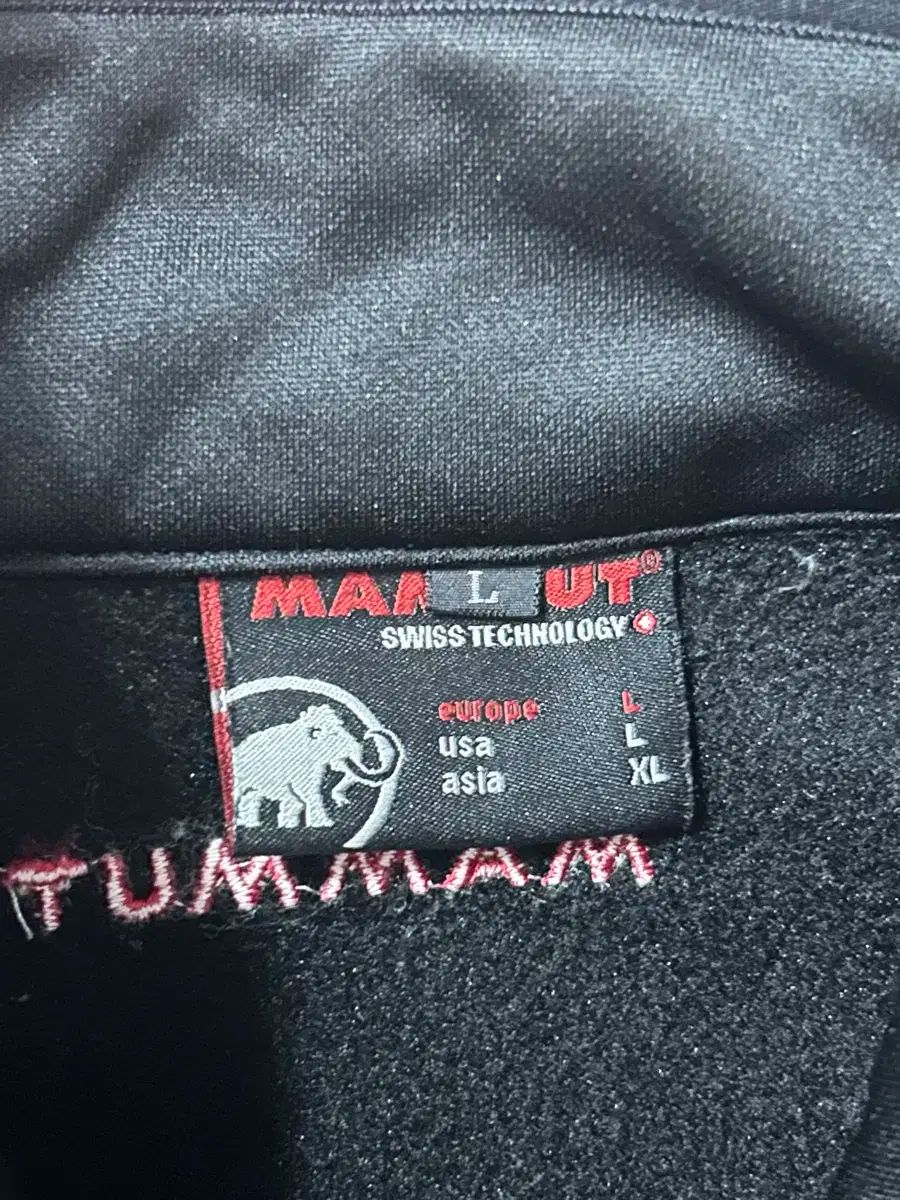 MAM L UT®
SWISS TECHNOLOGY
europe L
usa L
asia XL
TUMMAM